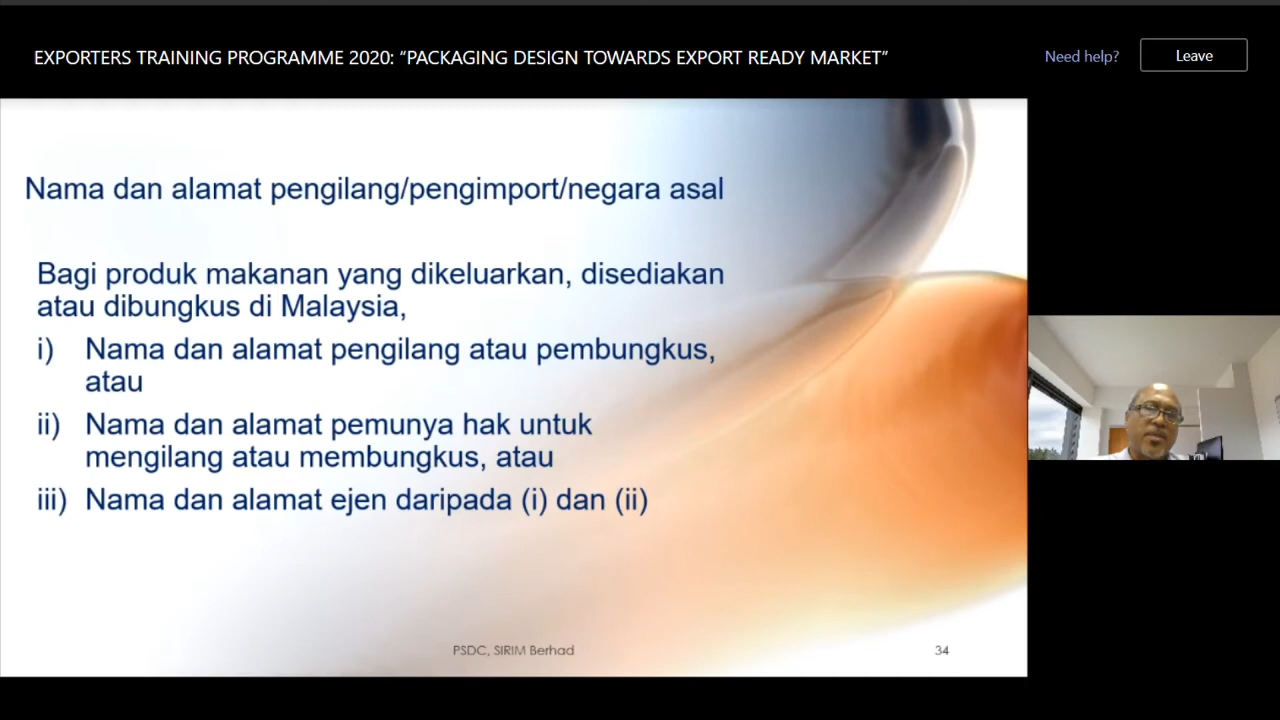 EXPORTERS TRAINING PROGRAMME 2020: “PACKAGING DESIGN TOWARDS EXPORT READY MARKET”
Need help?
Leave
Nama dan alamat pengilang/pengimport/negara asal
Bagi produk makanan yang dikeluarkan, disediakan
atau dibungkus di Malaysia,
i) Nama dan alamat pengilang atau pembungkus,
atau
ii) Nama dan alamat pemunya hak untuk
mengilang atau membungkus, atau
iii) Nama dan alamat ejen daripada (i) dan (ii)
PSDC, SIRIM Berhad
34